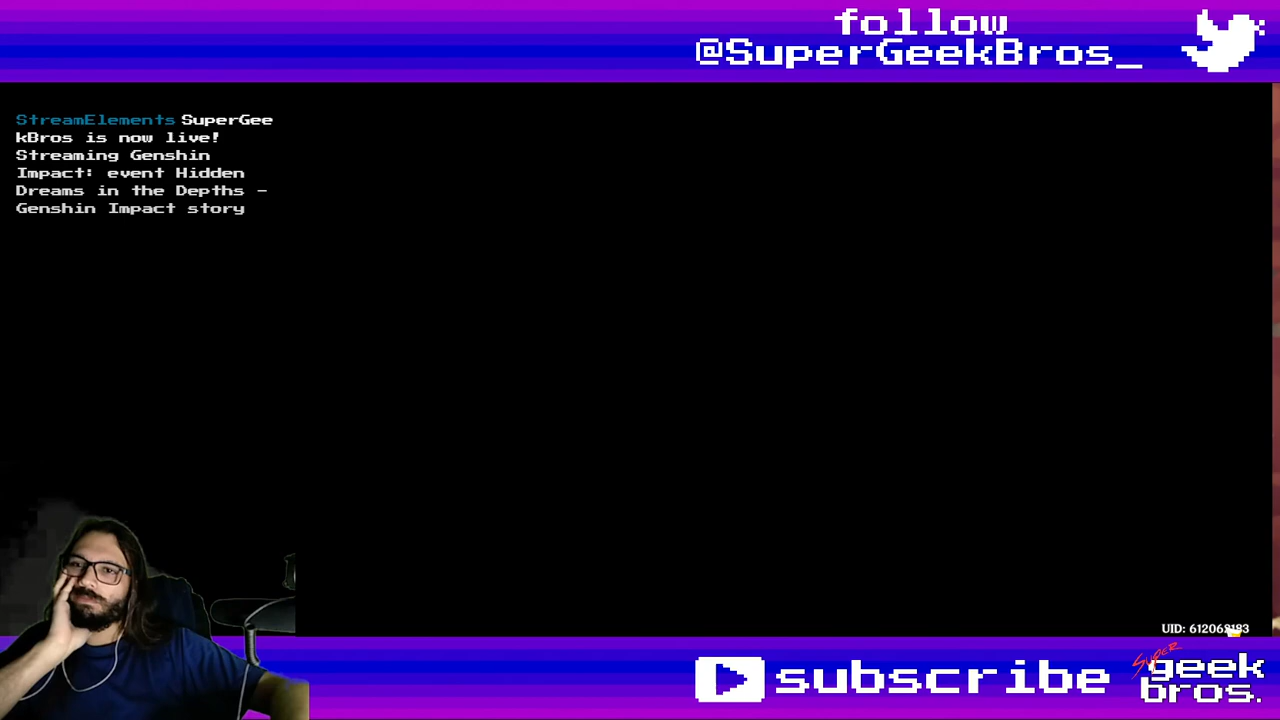 follow
@SuperGeekBros_
StreamElements SuperGee
kBros is now live!
Streaming Genshin
Impact: event Hidden
Dreams in the Depths -
Genshin Impact story
subscribe
SUPER
geek
bros.